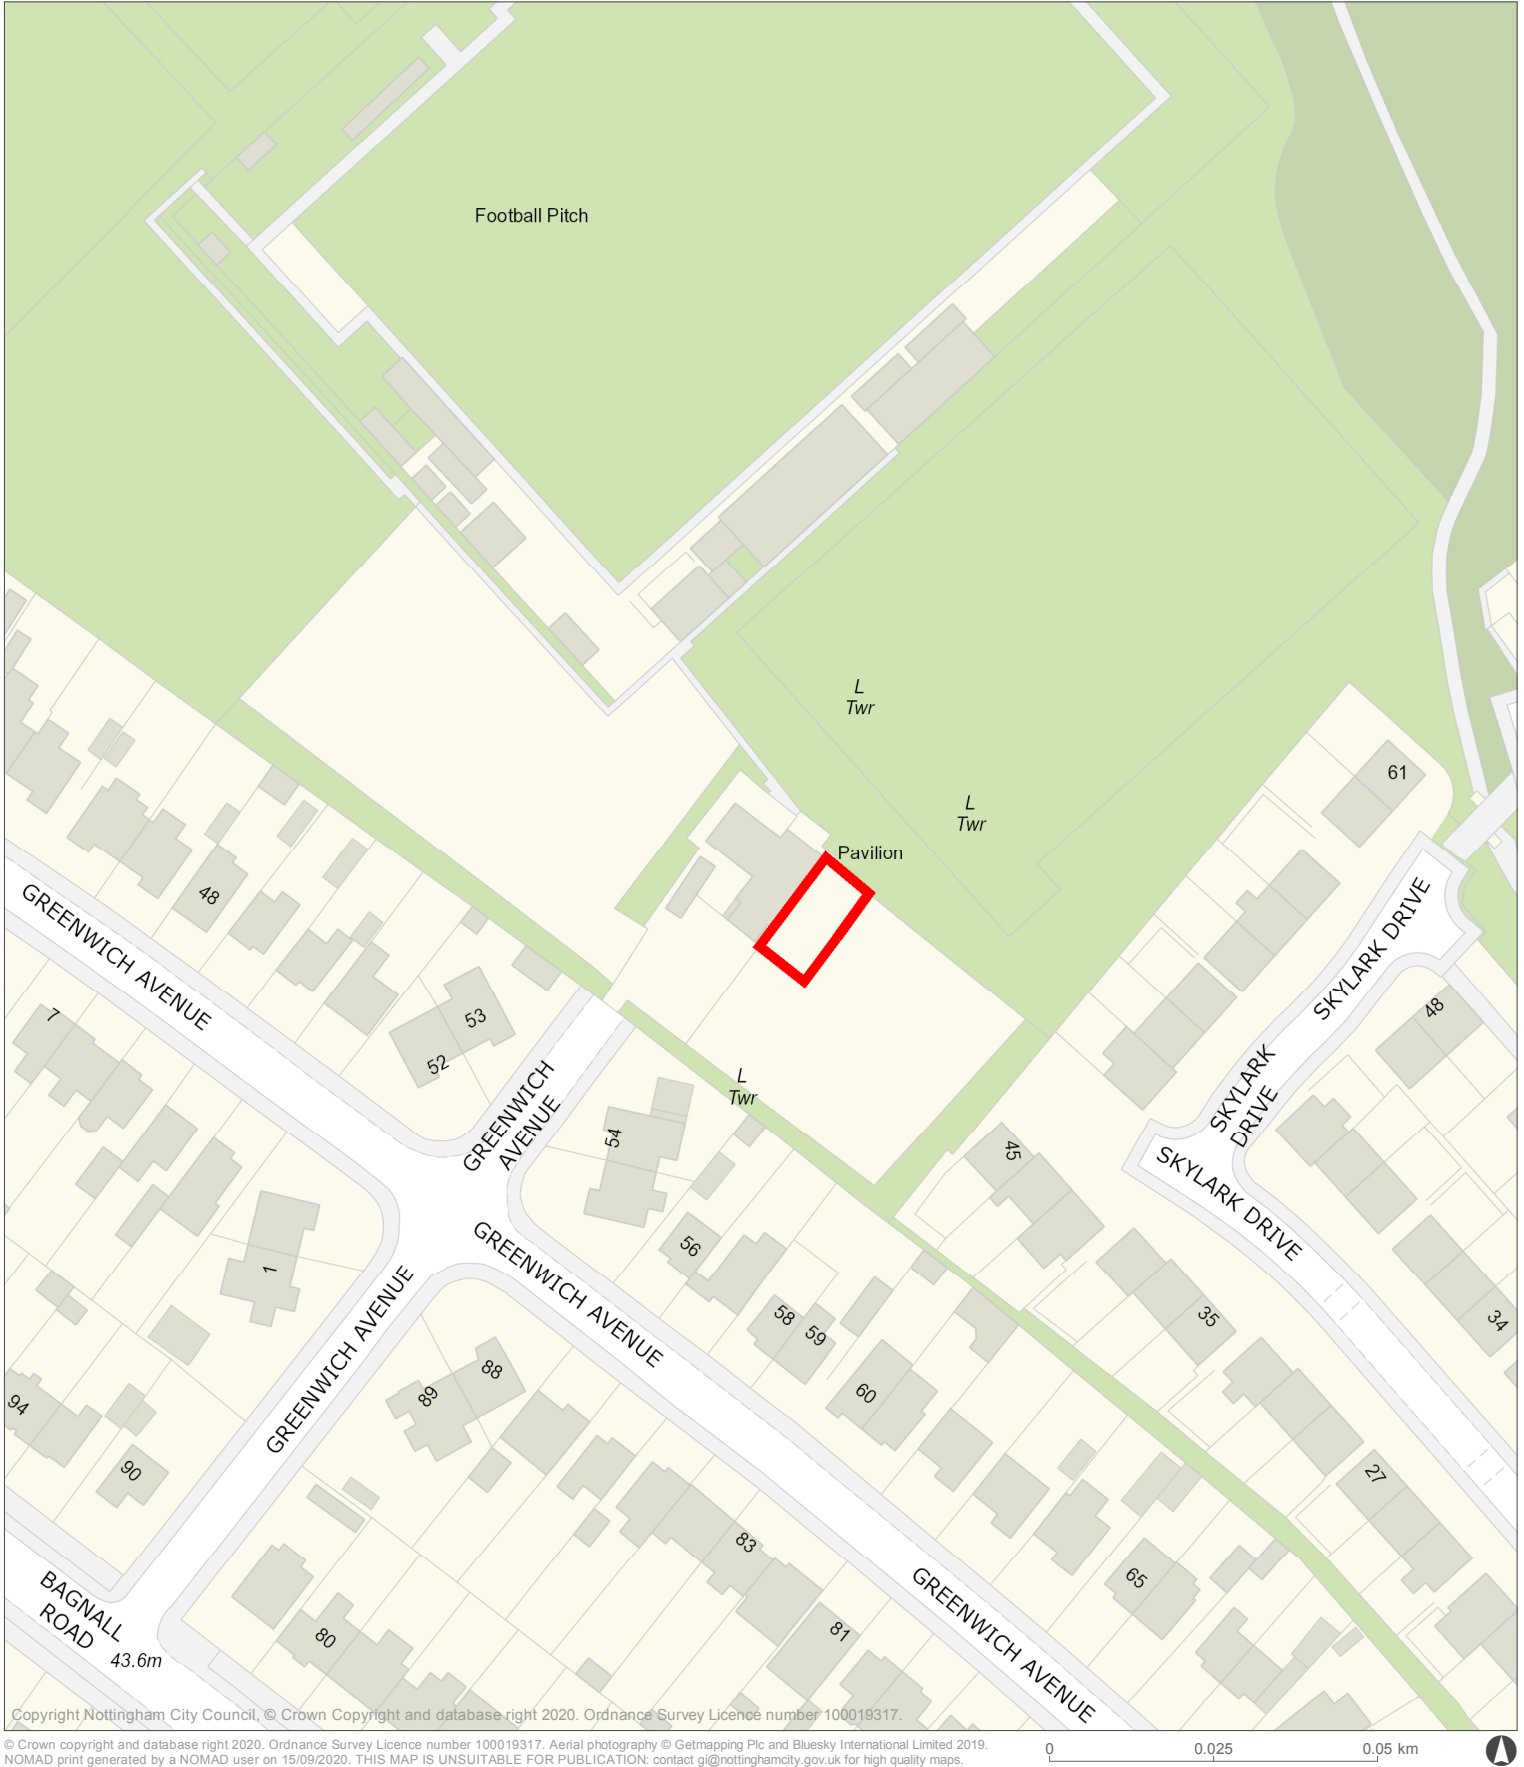 Football Pitch
L
Twr
61
L
Twr
Pavilion
48
GREENWICH AVENUE
SKYLARK DRIVE
53
7
48
52
GREENWICH
AVENUE
L
Twr
SKYLARK
DRIVE
54
45
SKYLARK DRIVE
56
1
GREENWICH AVENUE
GREENWICH AVENUE
58
59
35
34
88
89
60
94
90
27
83
65
GREENWICH AVENUE
BAGNALL
ROAD
43.6m
80
81
Copyright Nottingham City Council, © Crown Copyright and database right 2020. Ordnance Survey Licence number 100019317.
© Crown copyright and database right 2020. Ordnance Survey Licence number 100019317. Aerial photography © Getmapping Plc and Bluesky International Limited 2019.
NOMAD print generated by a NOMAD user on 15/09/2020. THIS MAP IS UNSUITABLE FOR PUBLICATION: contact gi@nottinghamcity.gov.uk for high quality maps.
0 0.025 0.05 km